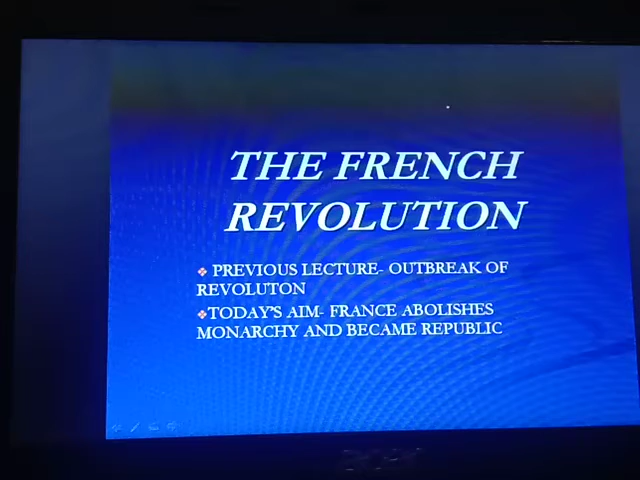 THE FRENCH
REVOLUTION
PREVIOUS LECTURE- OUTBREAK OF
REVOLUTON
TODAY'S AIM- FRANCE ABOLISHES
MONARCHY AND BECAME REPUBLIC